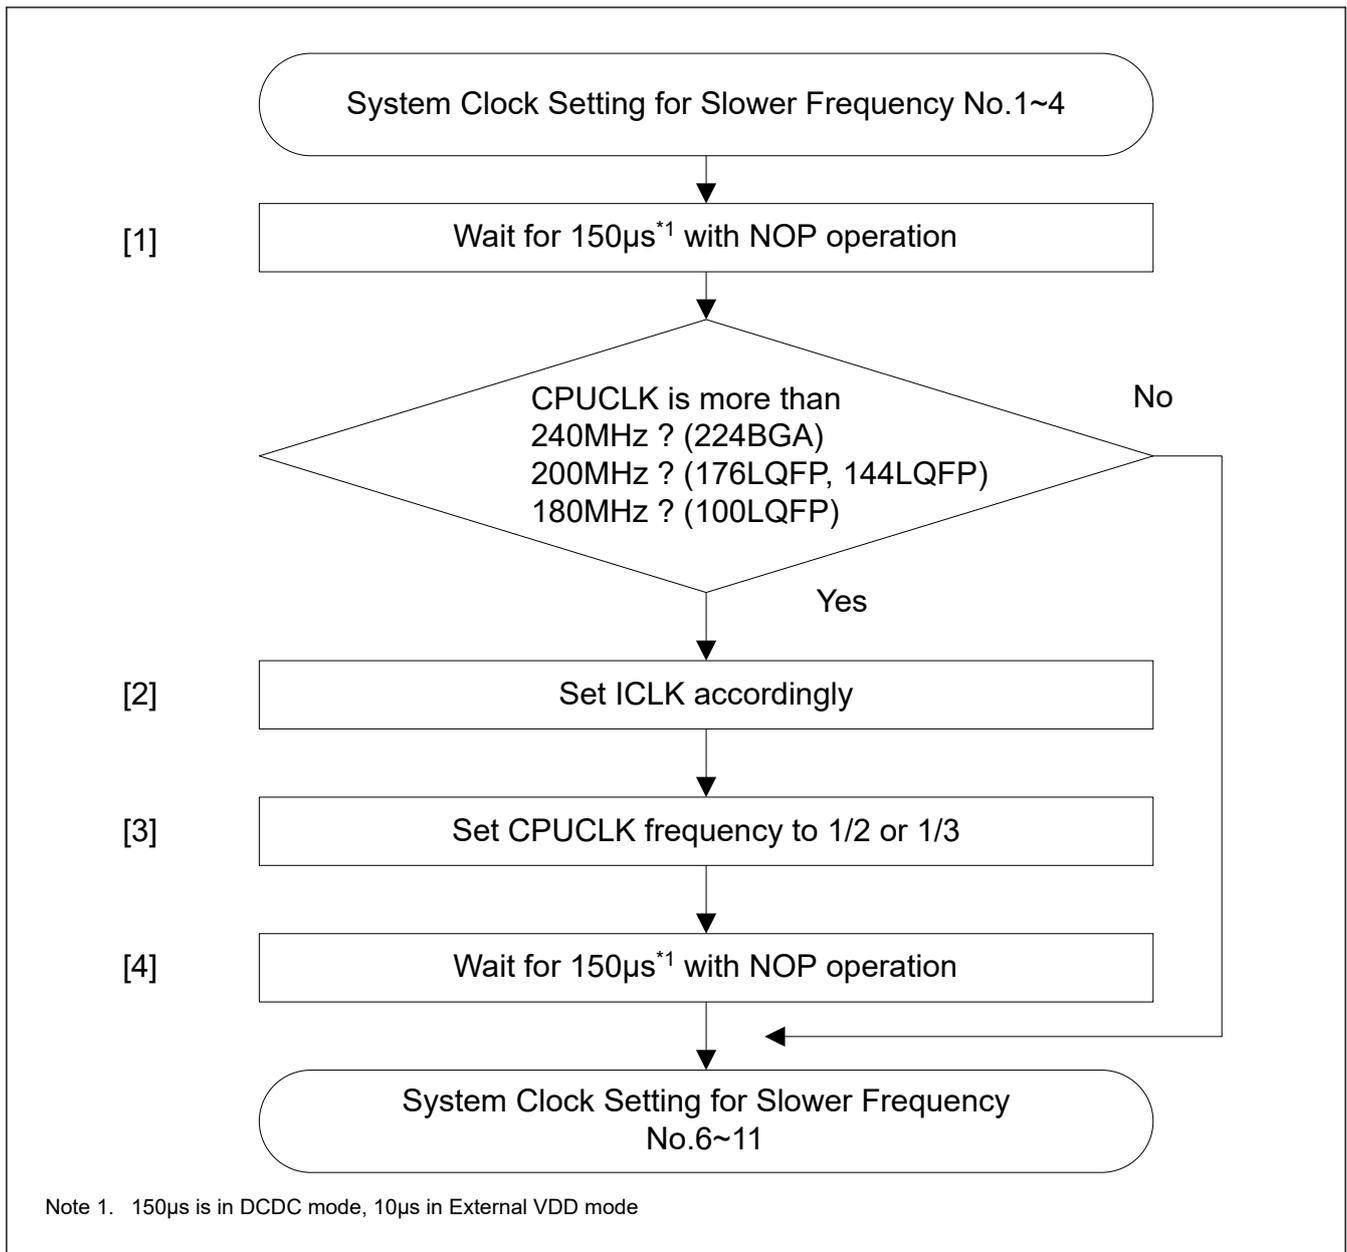 System Clock Setting for Slower Frequency No.1~4
[1]
Wait for 150µs*1 with NOP operation
CPUCLK is more than
240MHz ? (224BGA)
200MHz ? (176LQFP, 144LQFP)
180MHz ? (100LQFP)
No
Yes
[2]
Set ICLK accordingly
[3]
Set CPUCLK frequency to 1/2 or 1/3
[4]
Wait for 150µs*1 with NOP operation
System Clock Setting for Slower Frequency
No.6~11
Note 1. 150µs is in DCDC mode, 10µs in External VDD mode